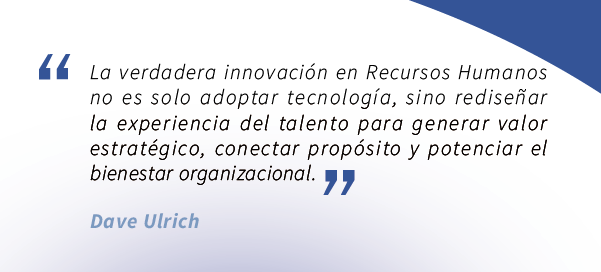 “
La verdadera innovación en Recursos Humanos
no es solo adoptar tecnología, sino rediseñar
la experiencia del talento para generar valor
estratégico, conectar propósito y potenciar el
bienestar organizacional. ”
Dave Ulrich